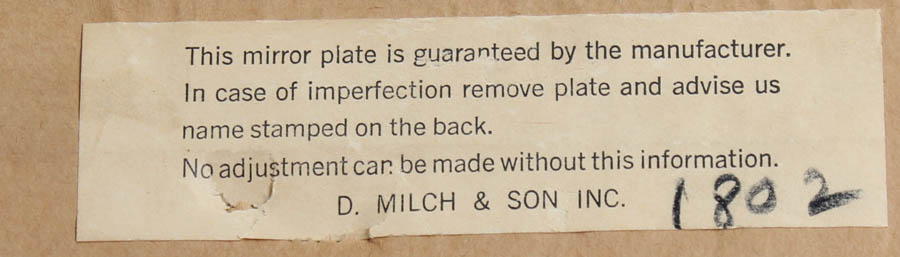 This mirror plate is guaranteed by the manufacturer.
In case of imperfection remove plate and advise us
name stamped on the back.
No adjustment can be made without this information.
D. MILCH & SON INC. 1802